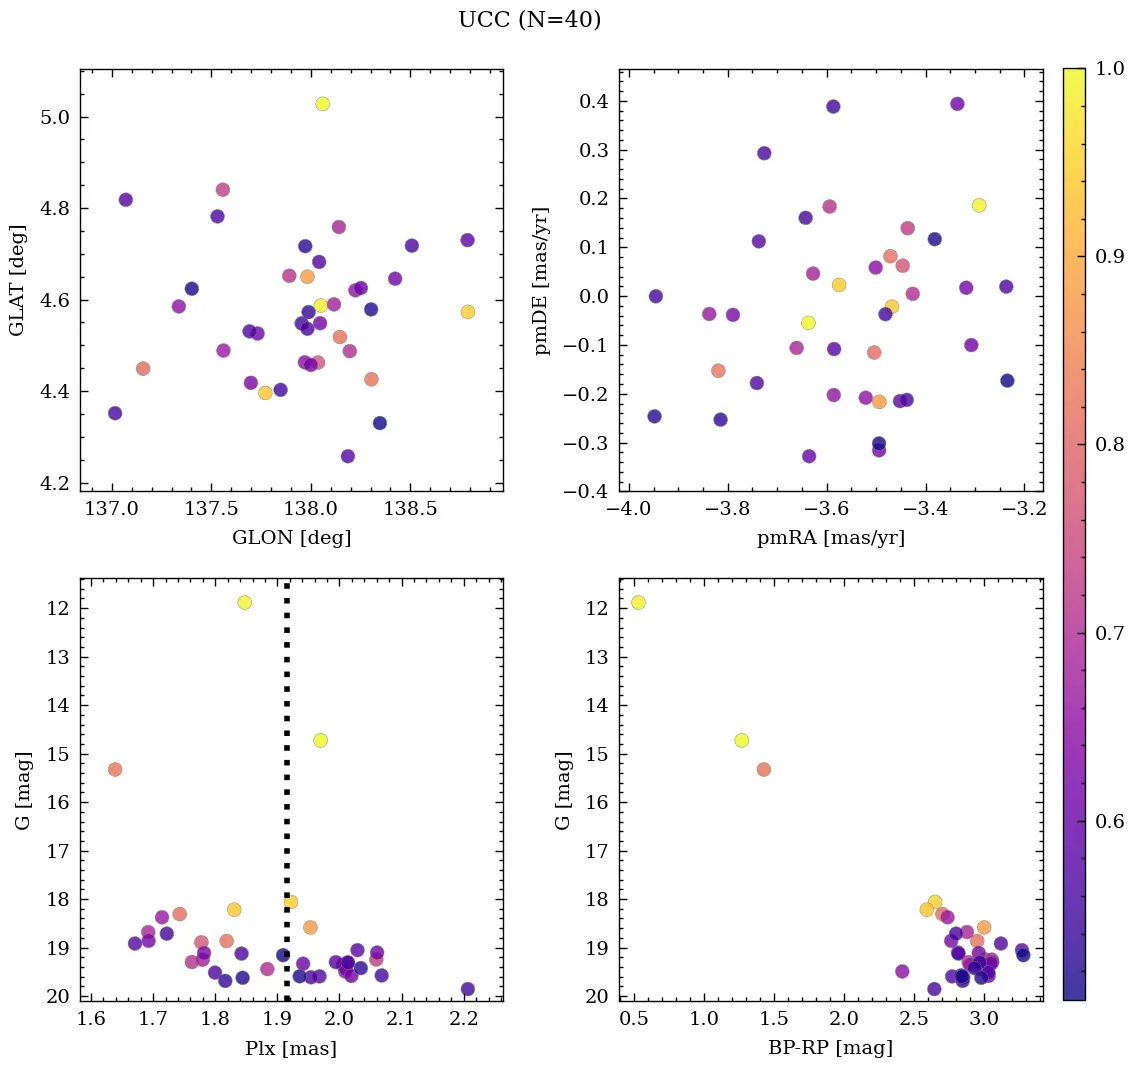 UCC (N=40)
5.0
4.8
4.6
4.4
4.2
GLAT [deg]
137.0 137.5 138.0 138.5
GLON [deg]
0.4
0.3
0.2
0.1
0.0
−0.1
−0.2
−0.3
−0.4
pmDE [mas/yr]
−4.0 −3.8 −3.6 −3.4 −3.2
pmRA [mas/yr]
12
13
14
15
16
17
18
19
20
G [mag]
1.6 1.7 1.8 1.9 2.0 2.1 2.2
Plx [mas]
12
13
14
15
16
17
18
19
20
G [mag]
0.5 1.0 1.5 2.0 2.5 3.0
BP-RP [mag]
1.0
0.9
0.8
0.7
0.6